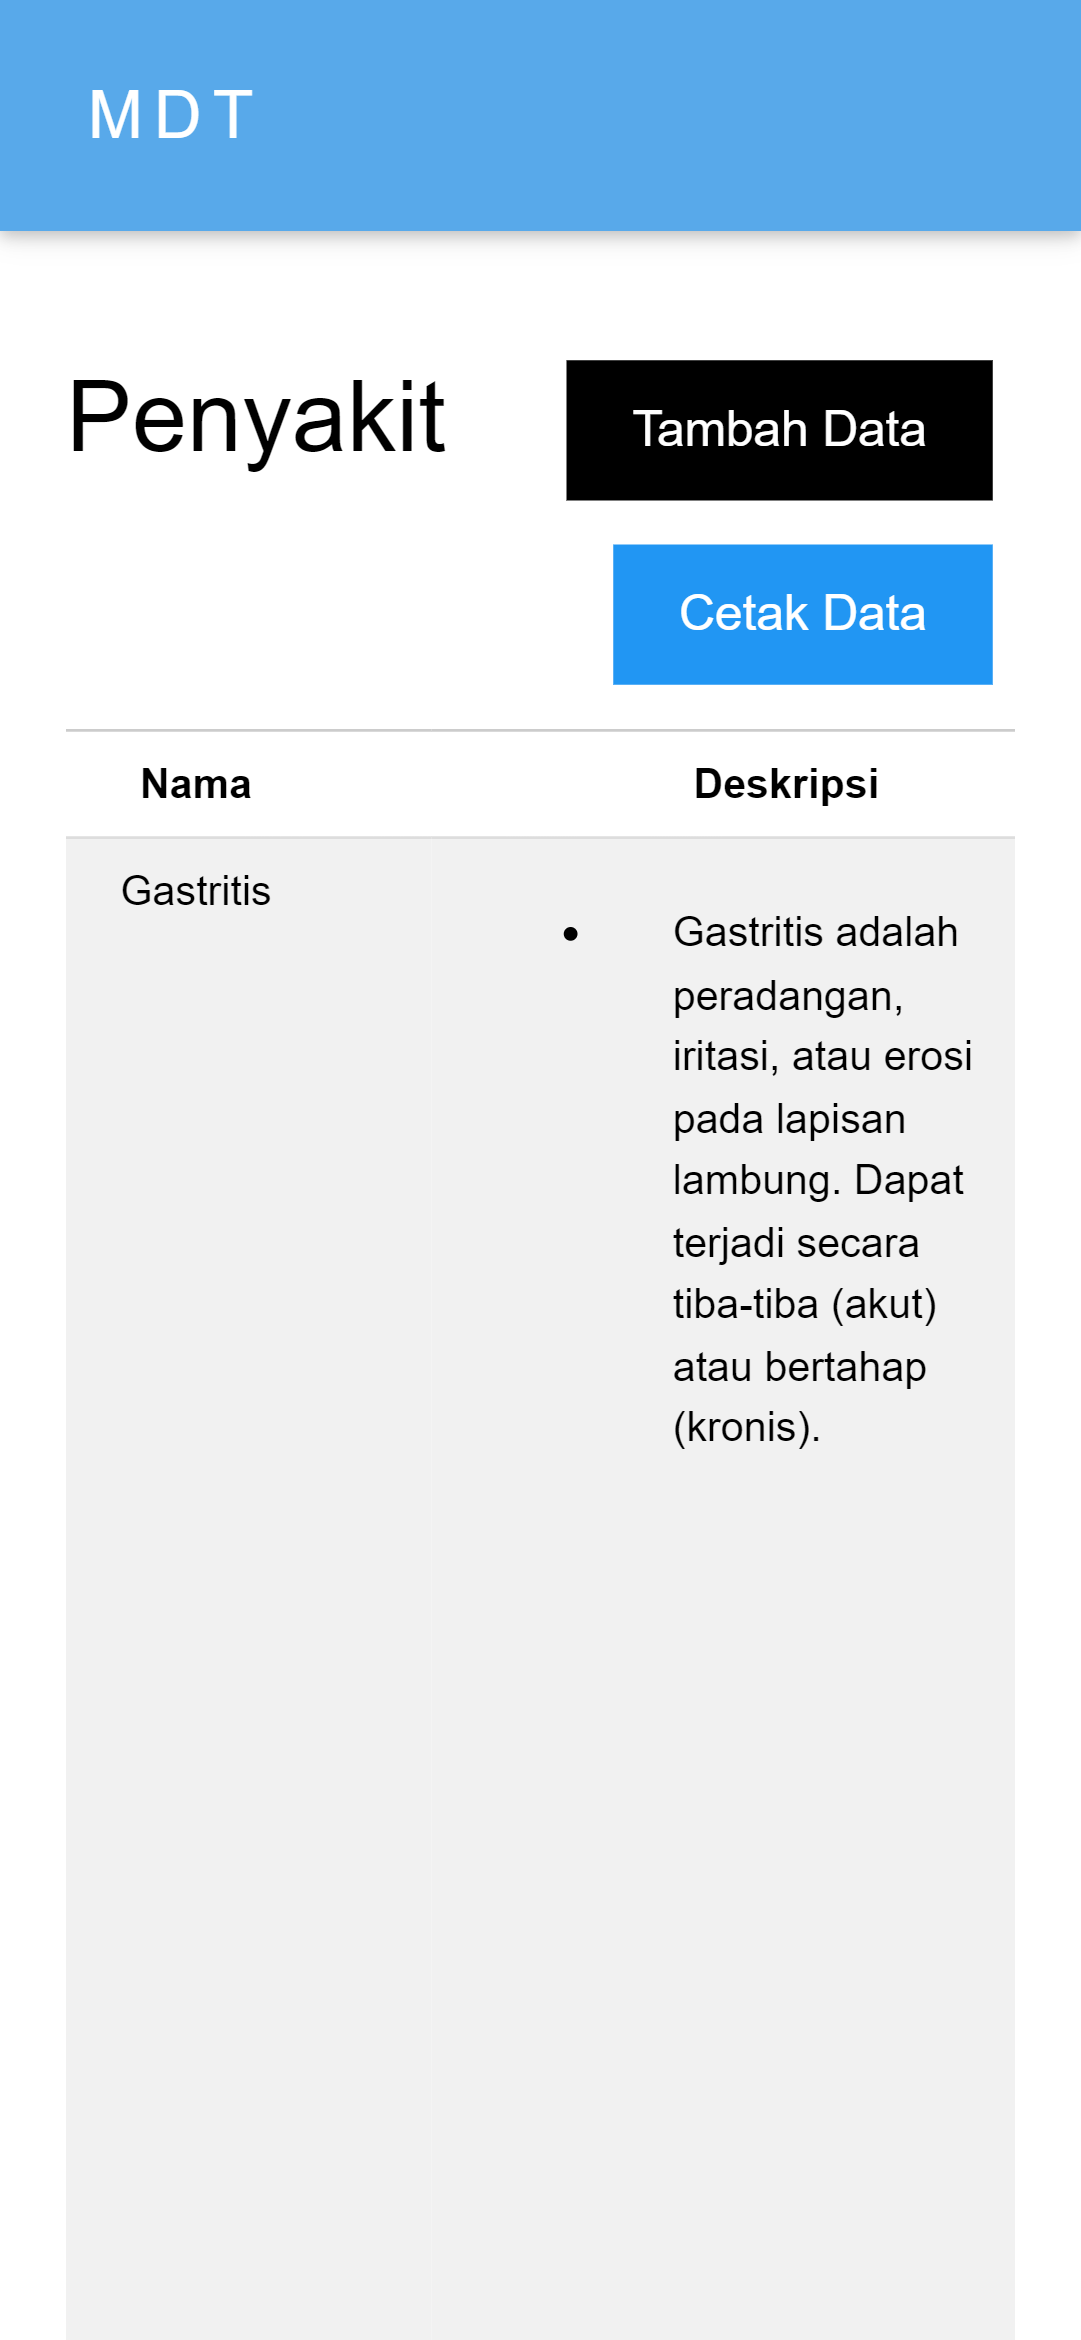 MDT
Penyakit
Tambah Data
Cetak Data
Nama Deskripsi
Gastritis
• Gastritis adalah
peradangan,
iritasi, atau erosi
pada lapisan
lambung. Dapat
terjadi secara
tiba-tiba (akut)
atau bertahap
(kronis).